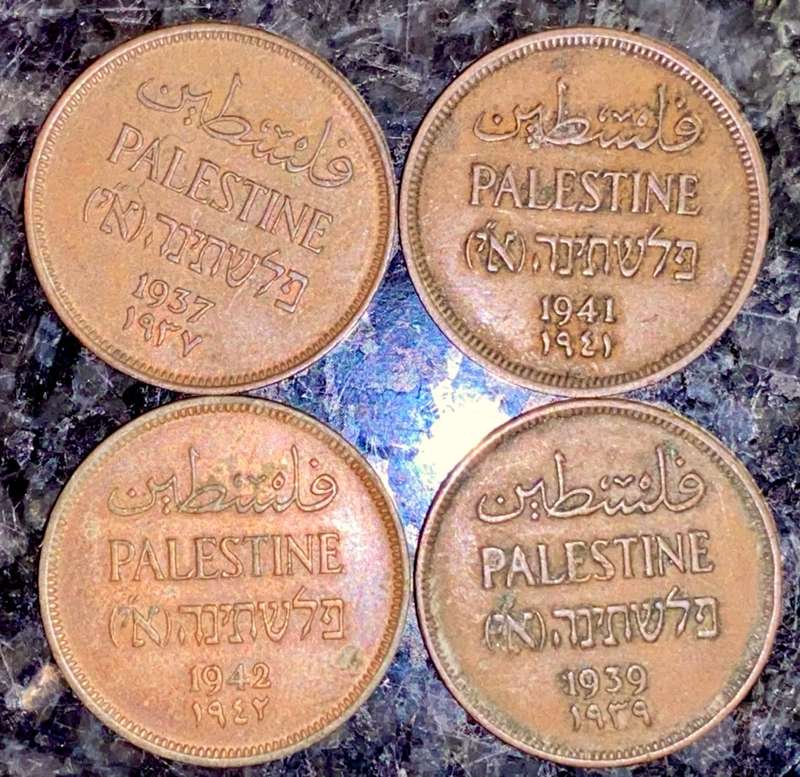 فلسطين
PALESTINE
פלשתינה (א״י)
1937
١٩٣٧
فلسطين
PALESTINE
פלשתינה (א״י)
1941
١٩٤١
فلسطين
PALESTINE
פלשתינה (א״י)
1942
١٩٤٢
فلسطين
PALESTINE
פלשתינה (א״י)
1939
١٩٣٩